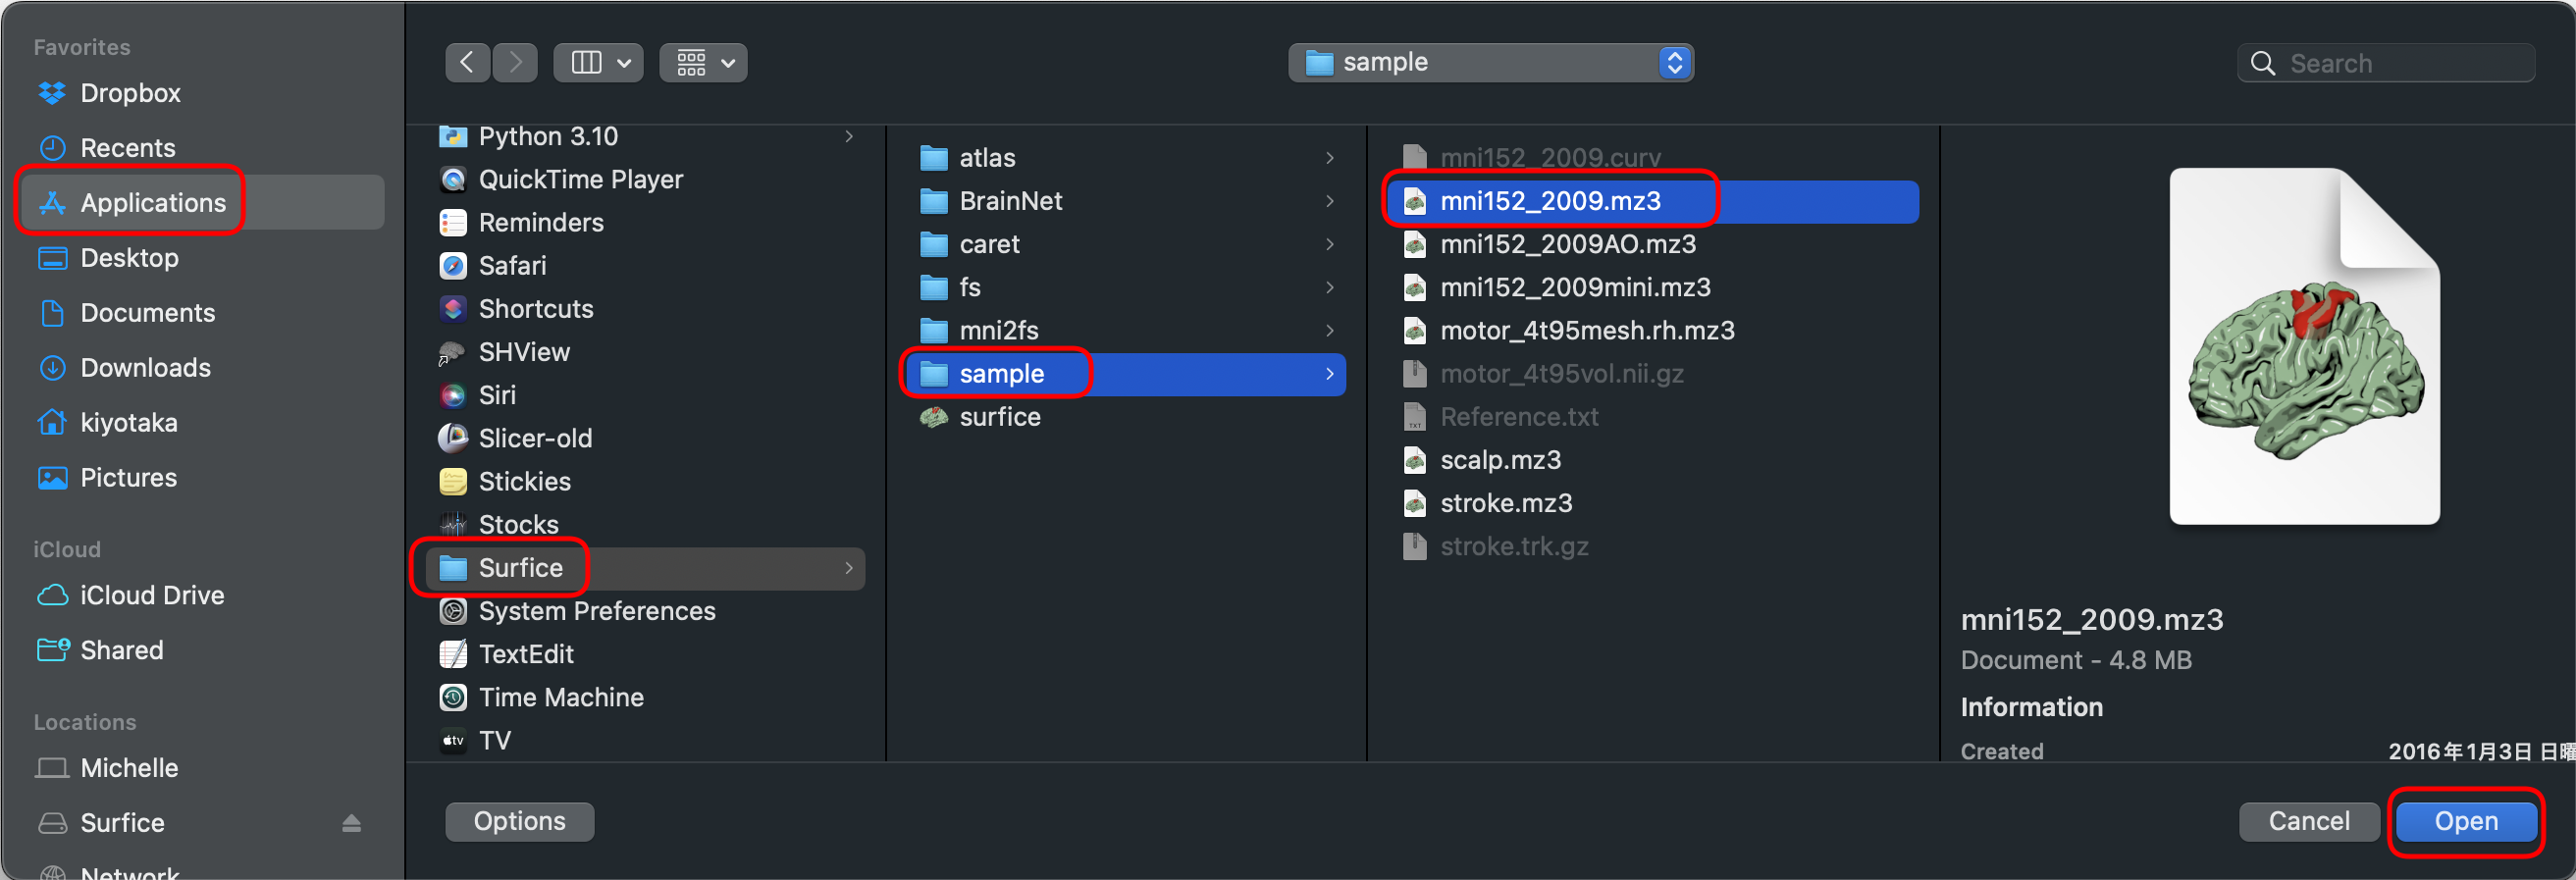 Favorites
Dropbox
Recents
Applications
Desktop
Documents
Downloads
kiyotaka
Pictures
iCloud
iCloud Drive
Shared
Locations
Michelle
Surfice
Network
sample
Search
Python 3.10
QuickTime Player
Reminders
Safari
Shortcuts
SHView
Siri
Slicer-old
Stickies
Stocks
Surfice
System Preferences
TextEdit
Time Machine
tv TV
atlas
BrainNet
caret
fs
mni2fs
sample
surfice
mni152_2009.curv
mni152_2009.mz3
mni152_2009AO.mz3
mni152_2009mini.mz3
motor_4t95mesh.rh.mz3
motor_4t95vol.nii.gz
TXT Reference.txt
scalp.mz3
stroke.mz3
stroke.trk.gz
mni152_2009.mz3
Document - 4.8 MB
Information
Created 2016年1月3日 日曜
Options
Cancel
Open